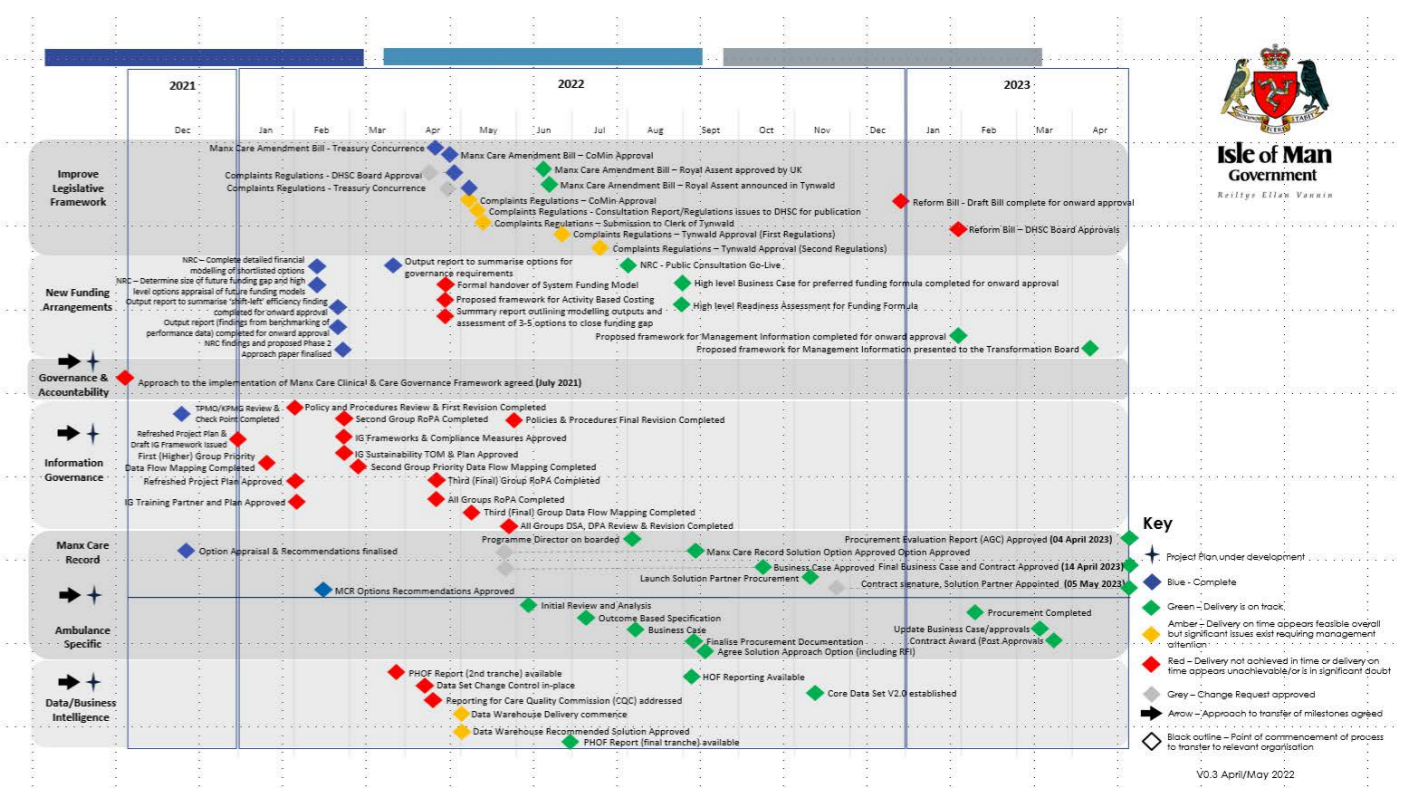 2021
2022
2023
Dec
Jan
Feb
Mar
Apr
May
Jun
Jul
Aug
Sept
Oct
Nov
Dec
Jan
Feb
Mar
Apr
Isle of Man
Government
Reiltys Ellan Vannin
Improve
Legislative
Framework
Manx Care Amendment Bill - Treasury Concurrence
Manx Care Amendment Bill – CoMin Approval
Complaints Regulations - DHSC Board Approval
Complaints Regulations - Treasury Concurrence
Manx Care Amendment Bill – Royal Assent approved by UK
Manx Care Amendment Bill – Royal Assent announced in Tynwald
Complaints Regulations – CoMin Approval
Complaints Regulations - Consultation Report/Regulations issues to DHSC for publication
Complaints Regulations – Submission to Clerk of Tynwald
Complaints Regulations – Tynwald Approval (First Regulations)
Complaints Regulations – Tynwald Approval (Second Regulations)
Reform Bill - Draft Bill complete for onward approval
Reform Bill – DHSC Board Approvals
New Funding
Arrangements
NRC – Complete detailed financial
modelling of shortlisted options
NRC – Determine size of future funding gap and high
level options appraisal of future funding models
Output report to summarise 'shift-left' efficiency finding
completed for onward approval
Output report (findings from benchmarking of
performance data) completed for onward approval
NRC findings and proposed Phase 2
Approach paper finalised
Output report to summarise options for
governance requirements
Formal handover of System Funding Model
Proposed framework for Activity Based Costing
Summary report outlining modelling outputs and
assessment of 3-5 options to close funding gap
NRC - Public Consultation Go-Live
High level Business Case for preferred funding formula completed for onward approval
High level Readiness Assessment for Funding Formula
Proposed framework for Management Information completed for onward approval
Proposed framework for Management Information presented to the Transformation Board
Governance &
Accountability
Approach to the implementation of Manx Care Clinical & Care Governance Framework agreed (July 2021)
Information
Governance
TPMO/KPMG Review &
Check Point Completed
Refreshed Project Plan &
Draft IG Framework Issued
First (Higher) Group Priority
Data Flow Mapping Completed
Refreshed Project Plan Approved
IG Training Partner and Plan Approved
Policy and Procedures Review & First Revision Completed
Second Group RoPA Completed
Policies & Procedures Final Revision Completed
IG Frameworks & Compliance Measures Approved
IG Sustainability TOM & Plan Approved
Second Group Priority Data Flow Mapping Completed
Third (Final) Group RoPA Completed
All Groups RoPA Completed
Third (Final) Group Data Flow Mapping Completed
All Groups DSA, DPA Review & Revision Completed
Manx Care
Record
Programme Director on boarded
Procurement Evaluation Report (AGC) Approved (04 April 2023)
Option Appraisal & Recommendations finalised
Manx Care Record Solution Option Approved Option Approved
Business Case Approved
Final Business Case and Contract Approved (14 April 2023)
Launch Solution Partner Procurement
Contract signature, Solution Partner Appointed (05 May 2023)
MCR Options Recommendations Approved
Ambulance
Specific
Initial Review and Analysis
Outcome Based Specification
Business Case
Finalise Procurement Documentation
Agree Solution Approach Option (including RFI)
Procurement Completed
Update Business Case/approvals
Contract Award (Post Approvals
Data/Business
Intelligence
PHOF Report (2nd tranche) available
Data Set Change Control in-place
Reporting for Care Quality Commission (CQC) addressed
Data Warehouse Delivery commence
Data Warehouse Recommended Solution Approved
PHOF Report (final tranche) available
HOF Reporting Available
Core Data Set V2.0 established
Key
Project Plan under development
Blue - Complete
Green – Delivery is on track
Amber – Delivery on time appears feasible overall
but significant issues exist requiring management
attention
Red – Delivery not achieved in time or delivery on
time appears unachievable/or is in significant doubt
Grey – Change Request approved
Arrow – Approach to transfer of milestones agreed
Black outline – Point of commencement of process
to transfer to relevant organisation
V0.3 April/May 2022